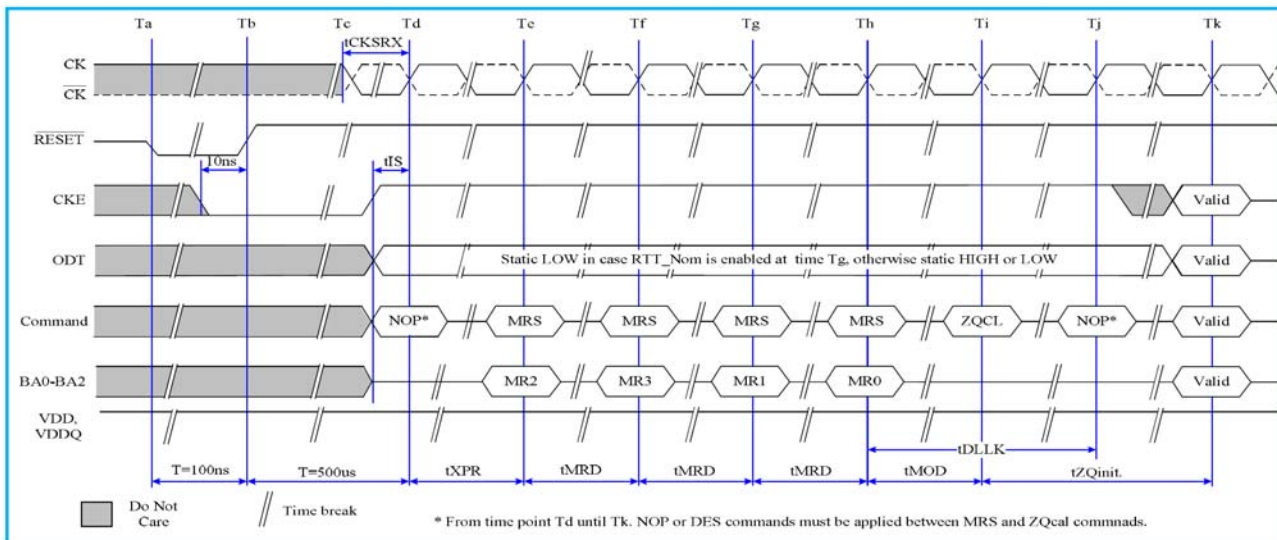 Ta Tb Tc Td Te Tf Tg Th Ti Tj Tk
tCKSRX
CK
CK
RESET
10ns
tIS
CKE
Valid
ODT
Static LOW in case RTT_Nom is enabled at time Tg, otherwise static HIGH or LOW
Valid
Command
NOP* MRS MRS MRS MRS ZQCL NOP* Valid
BA0-BA2
MR2 MR3 MR1 MR0 Valid
VDD,
VDDQ
tDLLK
T=100ns T=500us tXPR tMRD tMRD tMRD tMOD tZQinit.
Do Not
Care
Time break
* From time point Td until Tk. NOP or DES commands must be applied between MRS and ZQcal commnads.